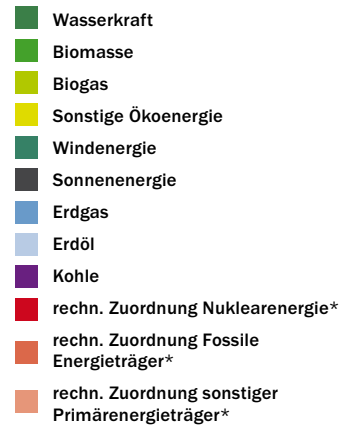 Wasserkraft
Biomasse
Biogas
Sonstige Ökoenergie
Windenergie
Sonnenenergie
Erdgas
Erdöl
Kohle
rechn. Zuordnung Nuklearenergie*
rechn. Zuordnung Fossile
Energieträger*
rechn. Zuordnung sonstiger
Primärenergieträger*